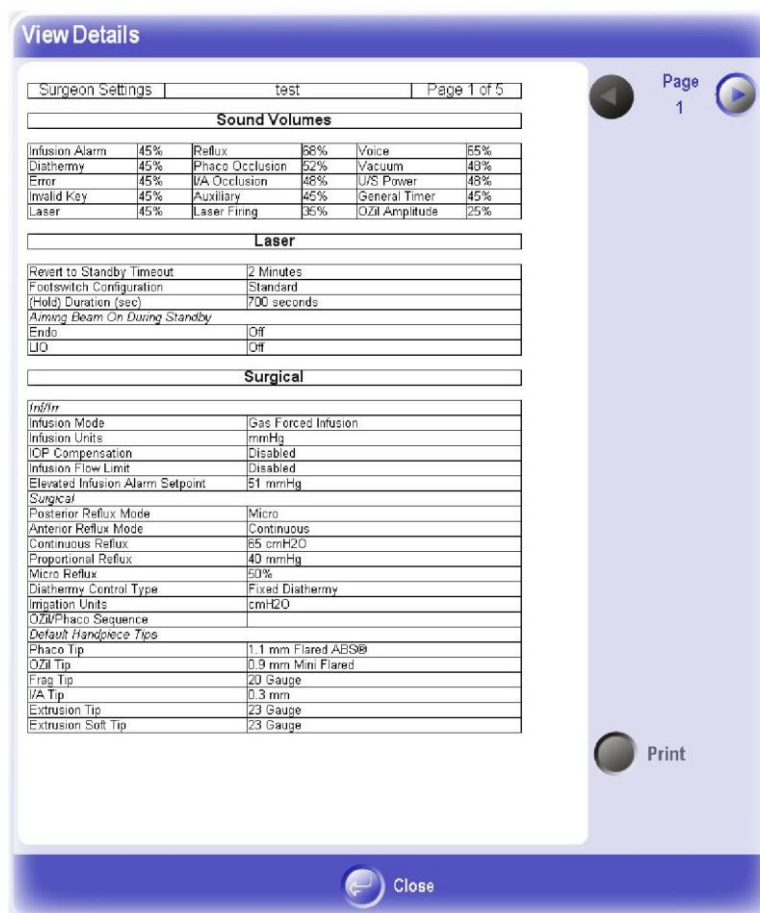 View Details
Surgeon Settings test Page 1 of 5
Page
1
Sound Volumes
Infusion Alarm 45% Reflux 68% Voice 65%
Diathermy 45% Phaco Occlusion 52% Vacuum 48%
Error 45% I/A Occlusion 48% U/S Power 48%
Invalid Key 45% Auxiliary 45% General Timer 45%
Laser 45% Laser Firing 35% OZil Amplitude 25%
Laser
Revert to Standby Timeout 2 Minutes
Footswitch Configuration Standard
(Hold) Duration (sec) 700 seconds
Aiming Beam On During Standby
Endo Off
LIO Off
Surgical
Inf/Irr
Infusion Mode Gas Forced Infusion
Infusion Units mmHg
IOP Compensation Disabled
Infusion Flow Limit Disabled
Elevated Infusion Alarm Setpoint 51 mmHg
Surgical
Posterior Reflux Mode Micro
Anterior Reflux Mode Continuous
Continuous Reflux 65 cmH2O
Proportional Reflux 40 mmHg
Micro Reflux 50%
Diathermy Control Type Fixed Diathermy
Irrigation Units cmH2O
OZil/Phaco Sequence
Default Handpiece Tips
Phaco Tip 1.1 mm Flared ABS®
OZil Tip 0.9 mm Mini Flared
Frag Tip 20 Gauge
I/A Tip 0.3 mm
Extrusion Tip 23 Gauge
Extrusion Soft Tip 23 Gauge
Print
Close